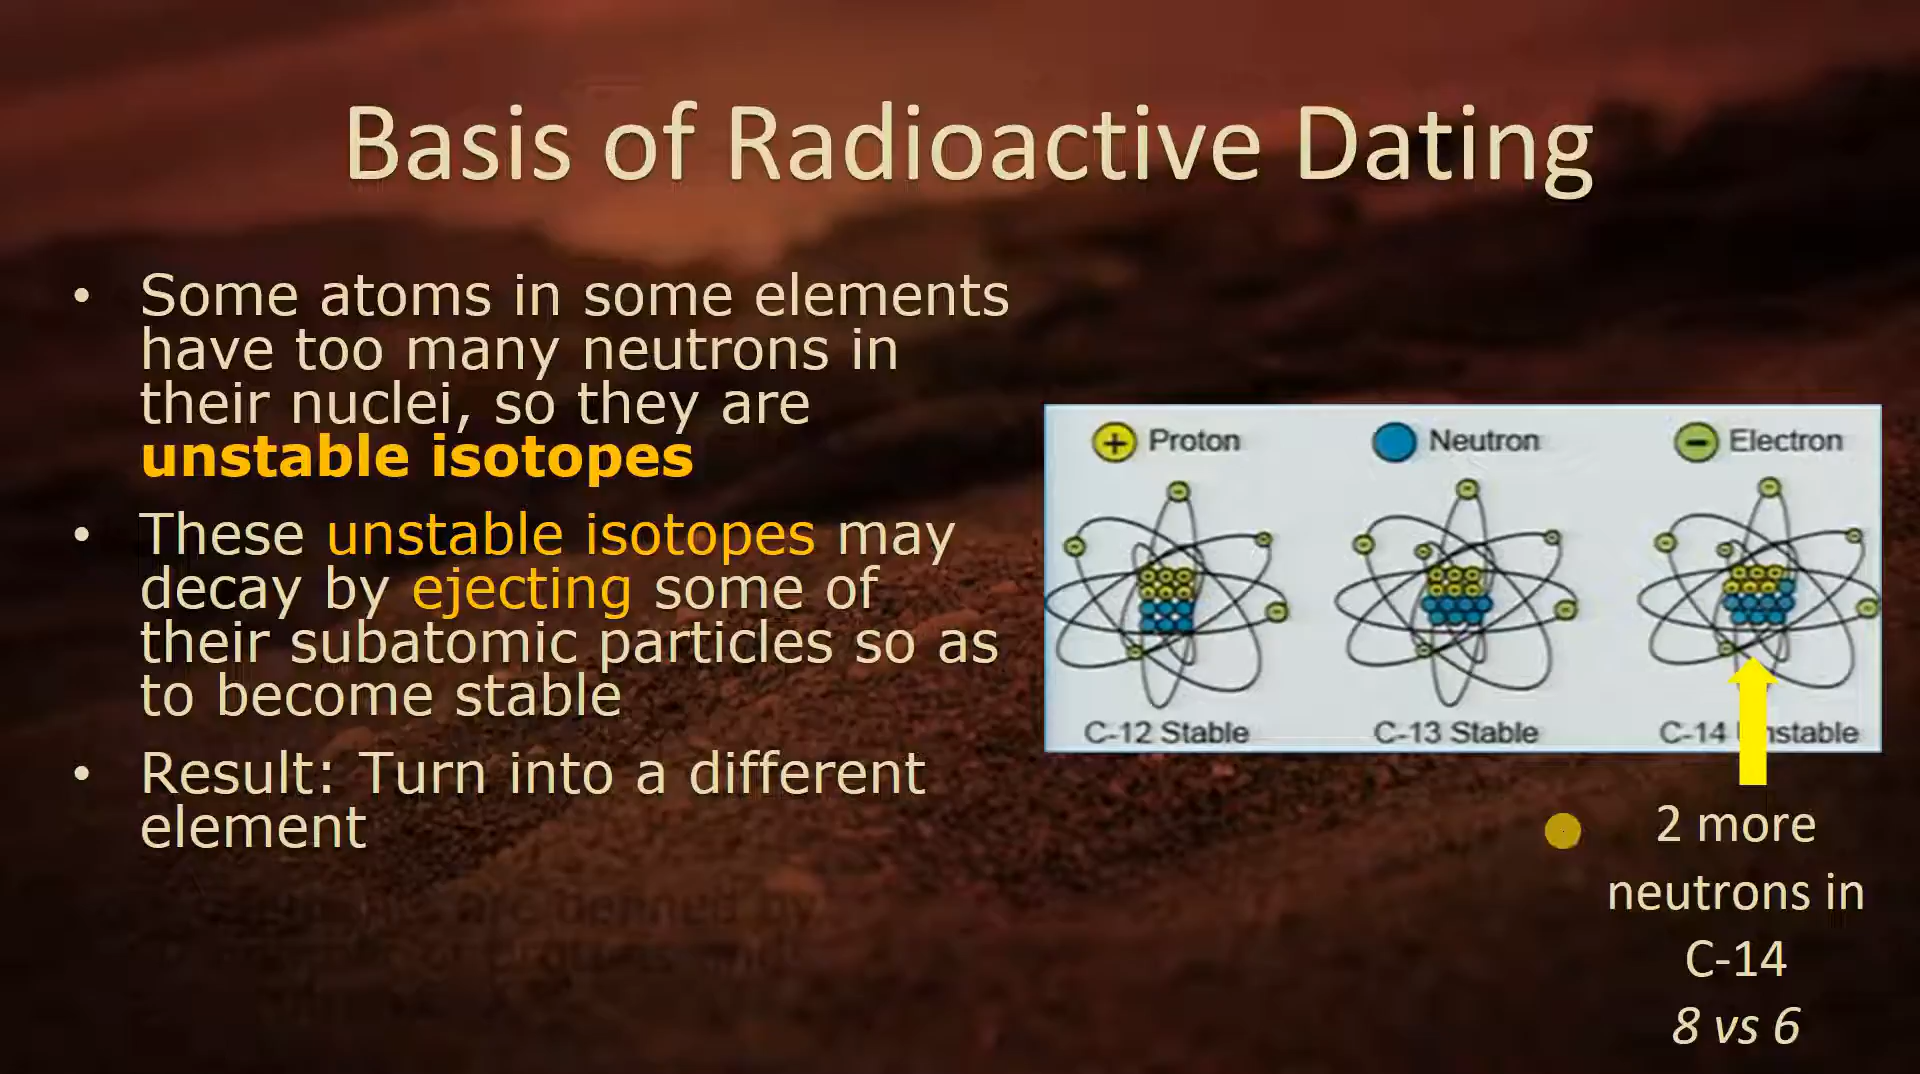 Basis of Radioactive Dating
• Some atoms in some elements
have too many neutrons in
their nuclei, so they are
unstable isotopes
• These unstable isotopes may
decay by ejecting some of
their subatomic particles so as
to become stable
• Result: Turn into a different
element
+ Proton
Neutron
− Electron
C-12 Stable
C-13 Stable
C-14
2 more
neutrons in
C-14
8 vs 6